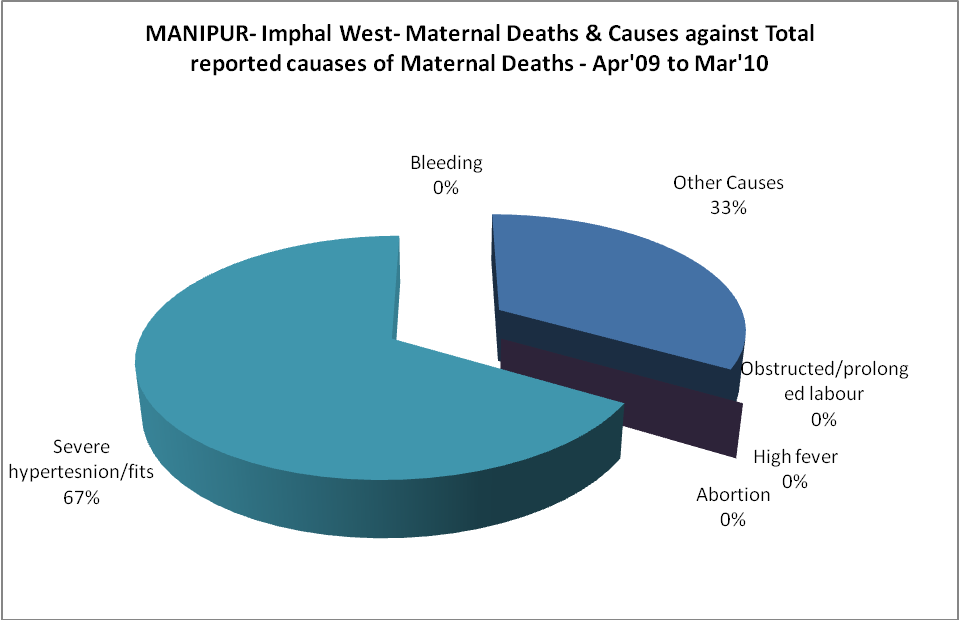 MANIPUR- Imphal West- Maternal Deaths & Causes against Total
reported cauases of Maternal Deaths - Apr'09 to Mar'10
Bleeding
0%
Other Causes
33%
Obstructed/prolong
ed labour
0%
High fever
0%
Abortion
0%
Severe
hypertesnion/fits
67%